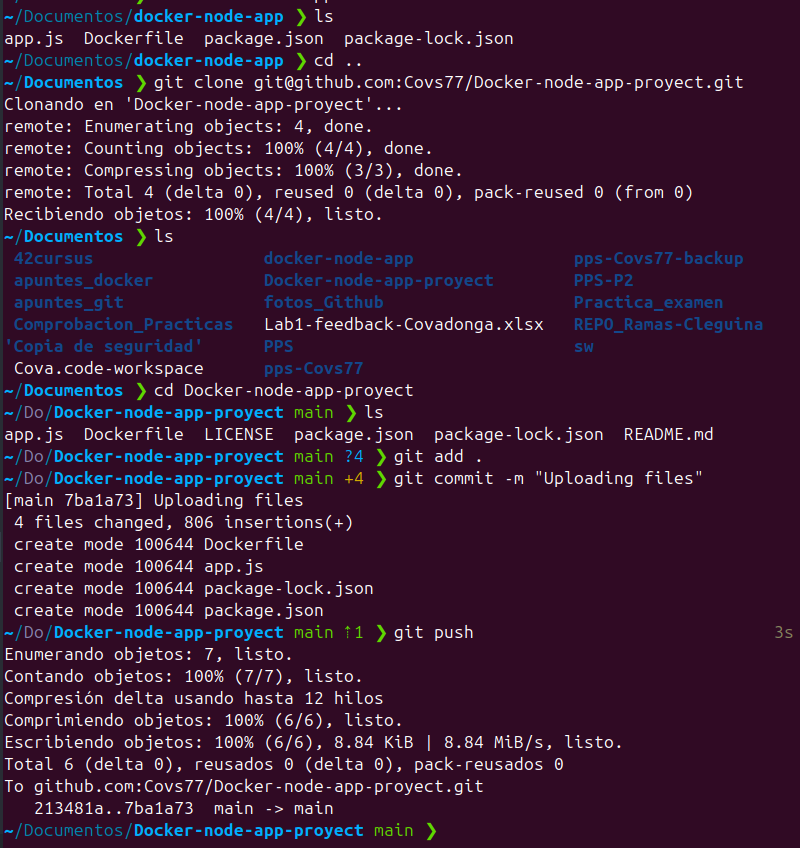 ~/Documentos/docker-node-app ❯ ls
app.js  Dockerfile  package.json  package-lock.json
~/Documentos/docker-node-app ❯ cd ..
~/Documentos ❯ git clone git@github.com:Covs77/Docker-node-app-proyect.git
Clonando en 'Docker-node-app-proyect'...
remote: Enumerating objects: 4, done.
remote: Counting objects: 100% (4/4), done.
remote: Compressing objects: 100% (3/3), done.
remote: Total 4 (delta 0), reused 0 (delta 0), pack-reused 0 (from 0)
Recibiendo objetos: 100% (4/4), listo.
~/Documentos ❯ ls
 42cursus                 docker-node-app                pps-Covs77-backup
 apuntes_docker           Docker-node-app-proyect        PPS-P2
 apuntes_git              fotos_Github                   Practica_examen
 Comprobacion_Practicas   Lab1-feedback-Covadonga.xlsx   REPO_Ramas-Cleguina
'Copia de seguridad'      PPS                            sw
 Cova.code-workspace      pps-Covs77
~/Documentos ❯ cd Docker-node-app-proyect
~/Do/Docker-node-app-proyect main ❯ ls
app.js  Dockerfile  LICENSE  package.json  package-lock.json  README.md
~/Do/Docker-node-app-proyect main ?4 ❯ git add .
~/Do/Docker-node-app-proyect main +4 ❯ git commit -m "Uploading files"
[main 7ba1a73] Uploading files
 4 files changed, 806 insertions(+)
 create mode 100644 Dockerfile
 create mode 100644 app.js
 create mode 100644 package-lock.json
 create mode 100644 package.json
~/Do/Docker-node-app-proyect main ⇡1 ❯ git push                              3s
Enumerando objetos: 7, listo.
Contando objetos: 100% (7/7), listo.
Compresión delta usando hasta 12 hilos
Comprimiendo objetos: 100% (6/6), listo.
Escribiendo objetos: 100% (6/6), 8.84 KiB | 8.84 MiB/s, listo.
Total 6 (delta 0), reusados 0 (delta 0), pack-reusados 0
To github.com:Covs77/Docker-node-app-proyect.git
   213481a..7ba1a73  main -> main
~/Documentos/Docker-node-app-proyect main ❯